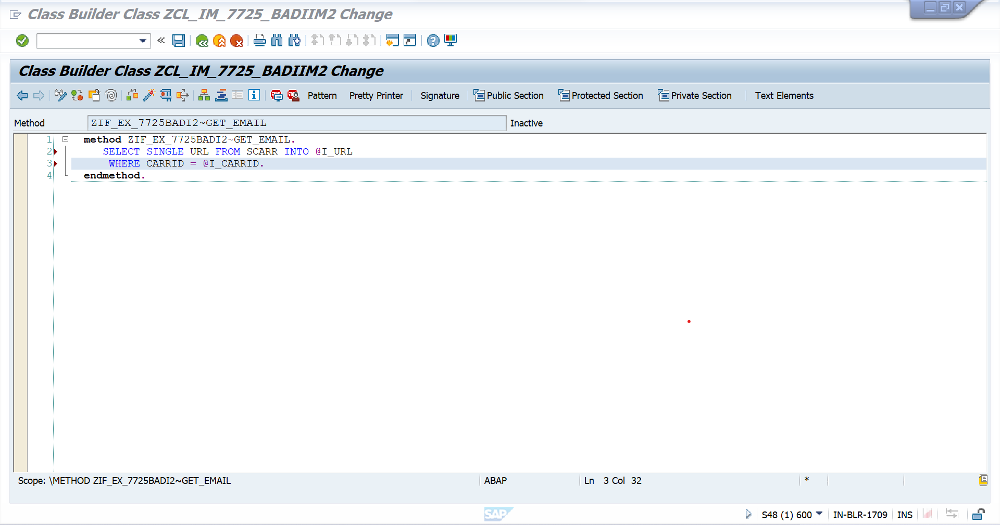 Class Builder Class ZCL_IM_7725_BADIIM2 Change
Class Builder Class ZCL_IM_7725_BADIIM2 Change
Pattern Pretty Printer Signature Public Section Protected Section Private Section Text Elements
Method ZIF_EX_7725BADI2~GET_EMAIL Inactive
1 method ZIF_EX_7725BADI2~GET_EMAIL.
2 SELECT SINGLE URL FROM SCARR INTO @I_URL
3 WHERE CARRID = @I_CARRID.
4 endmethod.
Scope: \METHOD ZIF_EX_7725BADI2~GET_EMAIL ABAP Ln 3 Col 32 *
SAP S48 (1) 600 IN-BLR-1709 INS